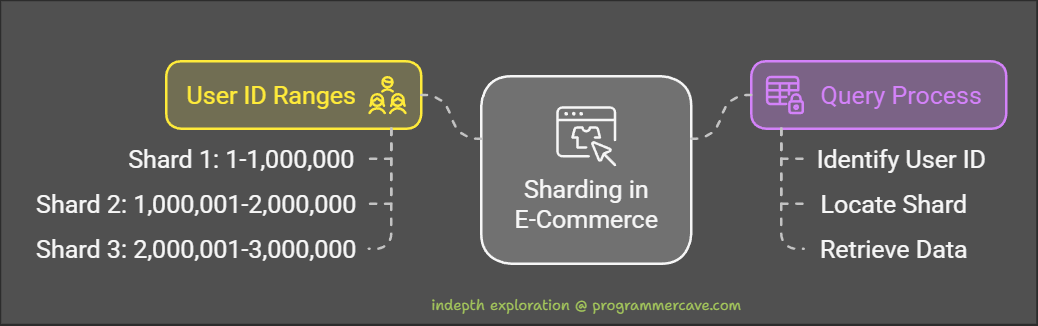 User ID Ranges
Shard 1: 1-1,000,000
Shard 2: 1,000,001-2,000,000
Shard 3: 2,000,001-3,000,000
Sharding in
E-Commerce
Query Process
Identify User ID
Locate Shard
Retrieve Data
indepth exploration @ programmercave.com